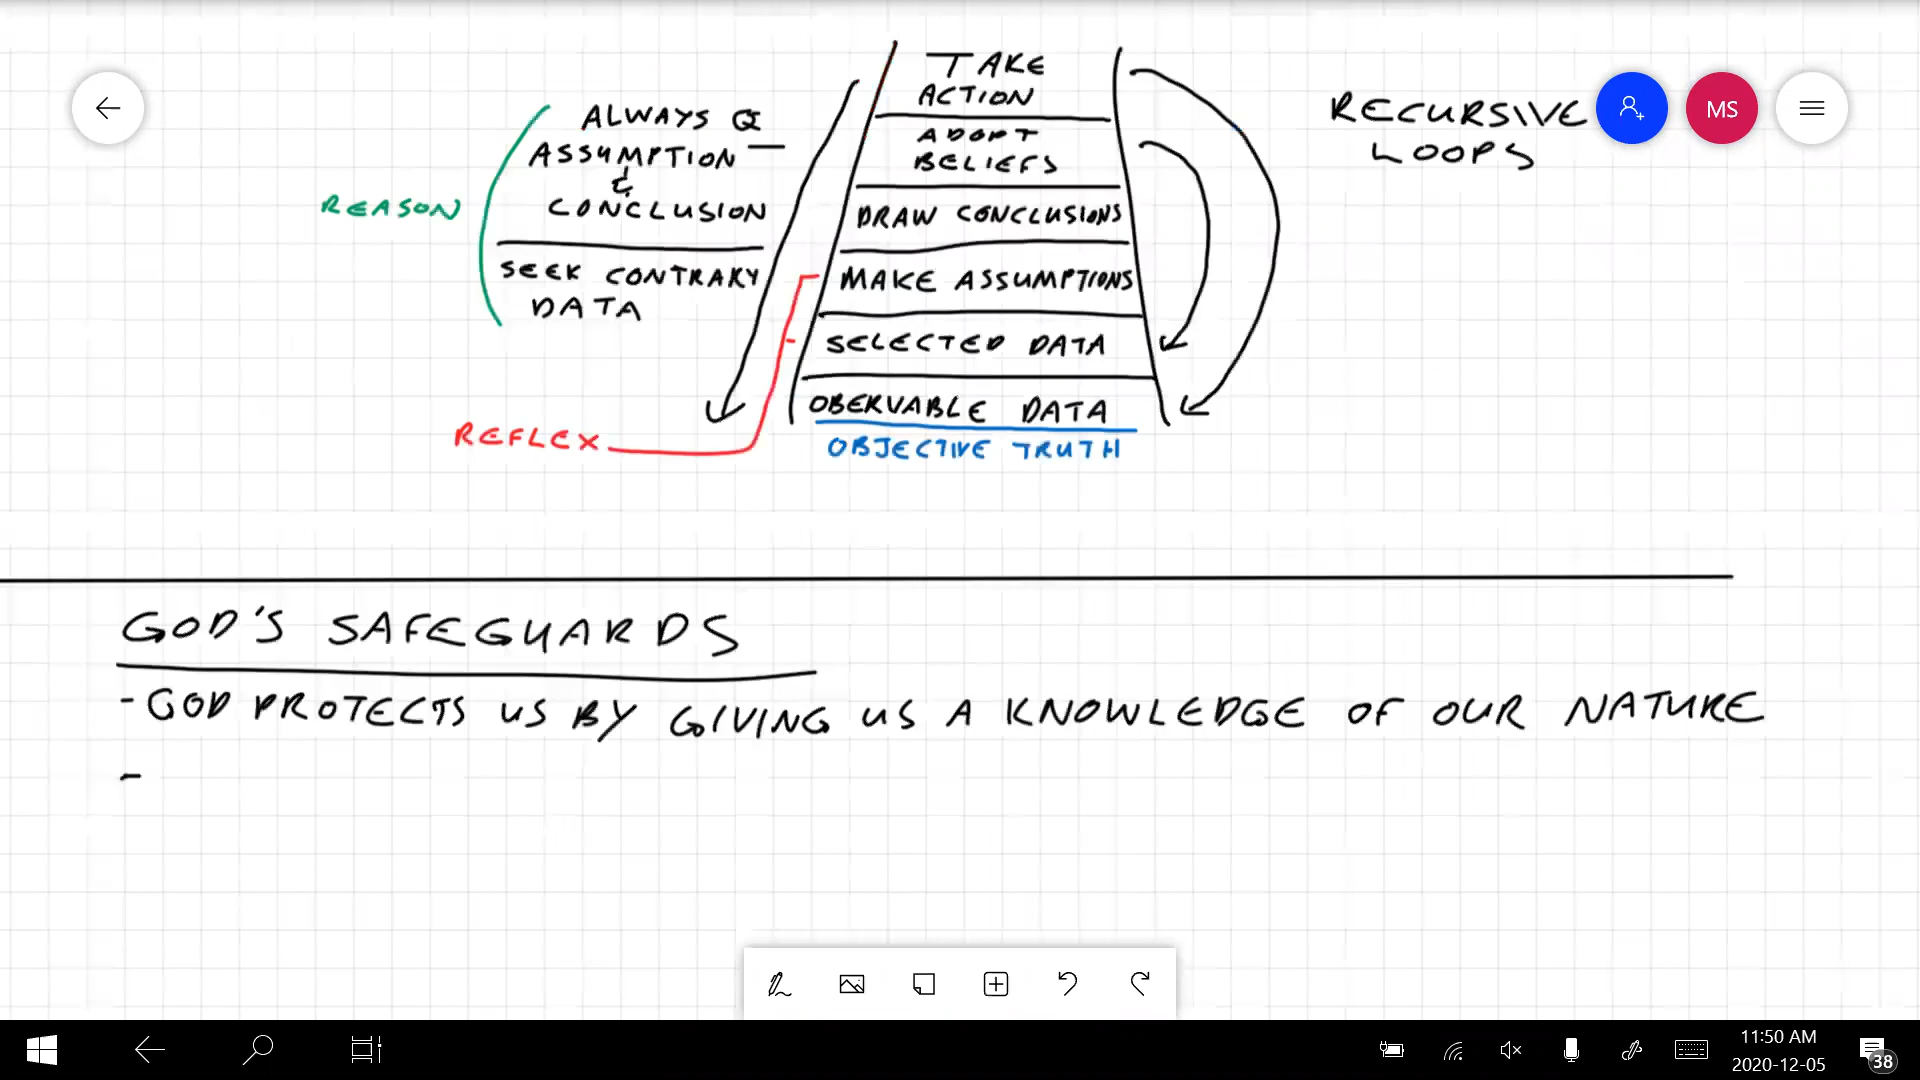 TAKE
ACTION
ADOPT
BELIEFS
DRAW CONCLUSIONS
MAKE ASSUMPTIONS
SELECTED DATA
OBERVABLE DATA
OBJECTIVE TRUTH
ALWAYS Q
ASSUMPTION
&
CONCLUSION
SEEK CONTRARY
DATA
REASON
REFLEX
RECURSIVE
LOOPS
MS
GOD'S SAFEGUARDS
- GOD PROTECTS US BY GIVING US A KNOWLEDGE OF OUR NATURE
-
11:50 AM
2020-12-05
38